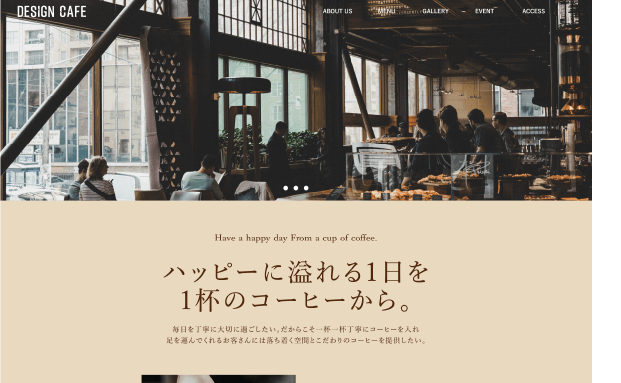 DESIGN CAFE
ABOUT US
MENU
GALLERY
EVENT
ACCESS
Have a happy day From a cup of coffee.
ハッピーに溢れる1日を
1杯のコーヒーから。
毎日を丁寧に大切に過ごしたい。だからこそ一杯一杯丁寧にコーヒーを入れ
足を運んでくれるお客さんには落ち着く空間とこだわりのコーヒーを提供したい。